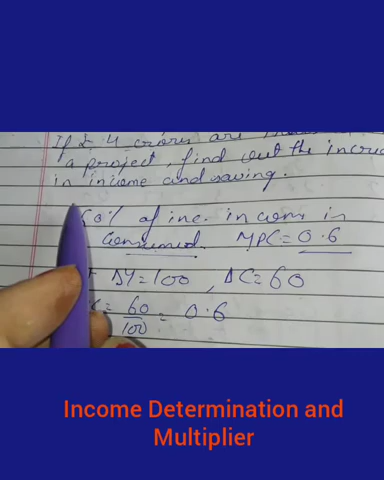 If ₹ 4 crores are
a project, find out the incre
in income and saving.
60% of inc. in com in
Consumed. MPC = 0.6
ΔY = 100, ΔC = 60
= 60/100 = 0.6
Income Determination and
Multiplier